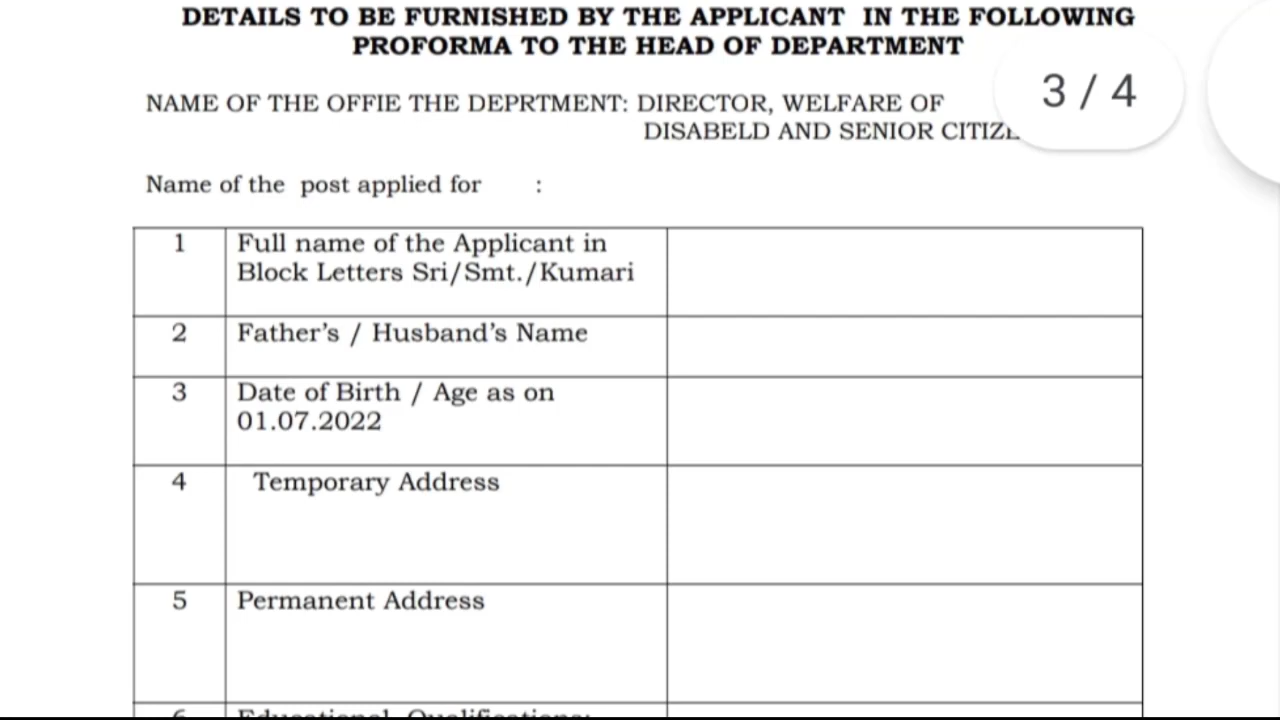 DETAILS TO BE FURNISHED BY THE APPLICANT IN THE FOLLOWING
PROFORMA TO THE HEAD OF DEPARTMENT
3 / 4
NAME OF THE OFFIE THE DEPRTMENT: DIRECTOR, WELFARE OF
DISABELD AND SENIOR
Name of the post applied for :
1 Full name of the Applicant in
Block Letters Sri/Smt./Kumari
2 Father's / Husband's Name
3 Date of Birth / Age as on
01.07.2022
4 Temporary Address
5 Permanent Address
6 Educational Qualifications: